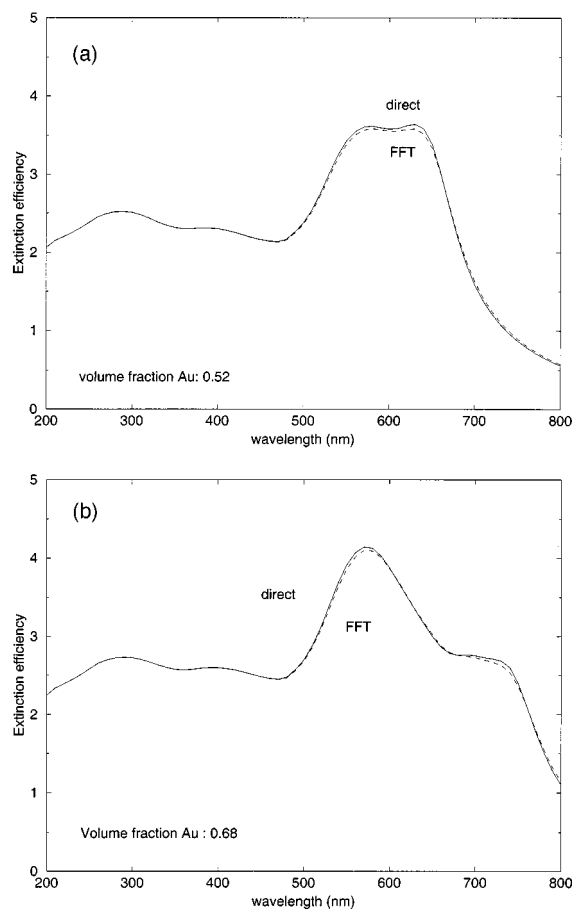 5
(a)
4
direct
FFT
3
Extinction efficiency
2
1
volume fraction Au: 0.52
0
200 300 400 500 600 700 800
wavelength (nm)
5
(b)
4
direct
FFT
3
Extinction efficiency
2
1
Volume fraction Au : 0.68
0
200 300 400 500 600 700 800
wavelength (nm)